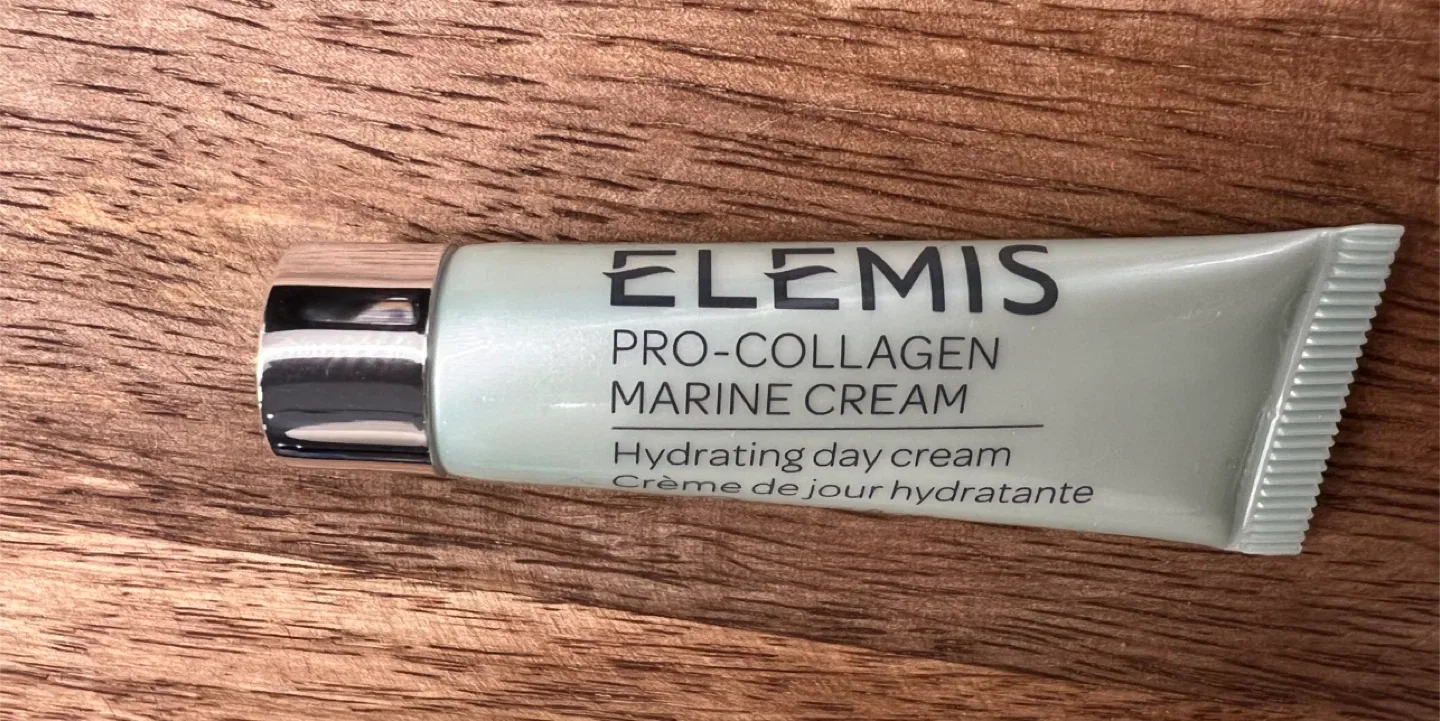 ELEMIS
PRO-COLLAGEN
MARINE CREAM
Hydrating day cream
Crème de jour hydratante